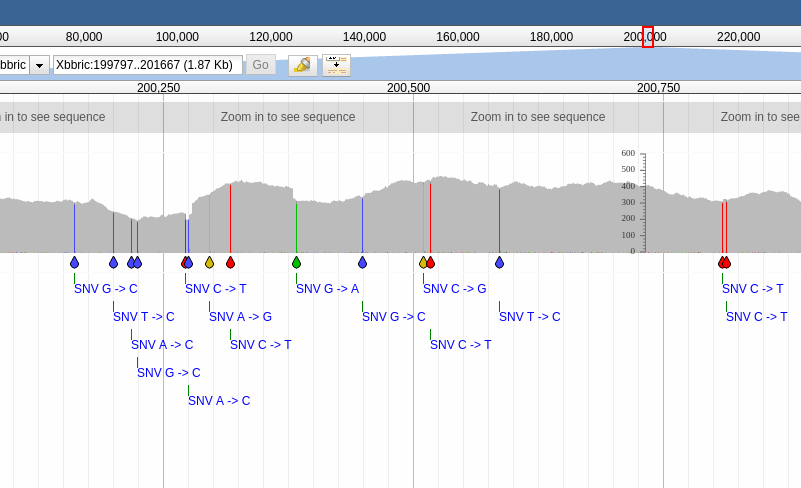 00 80,000 100,000 120,000 140,000 160,000 180,000 200,000 220,000
bbric Xbbric:199797..201667 (1.87 Kb) Go
200,250 200,500 200,750
in to see sequence Zoom in to see sequence Zoom in to see sequence Zoom in to see
600
500
400
300
200
100
0
SNV G -> C SNV C -> T SNV G -> A SNV C -> G SNV C -> T
SNV T -> C SNV A -> G SNV G -> C SNV T -> C SNV C -> T
SNV A -> C SNV C -> T SNV C -> T
SNV G -> C
SNV A -> C